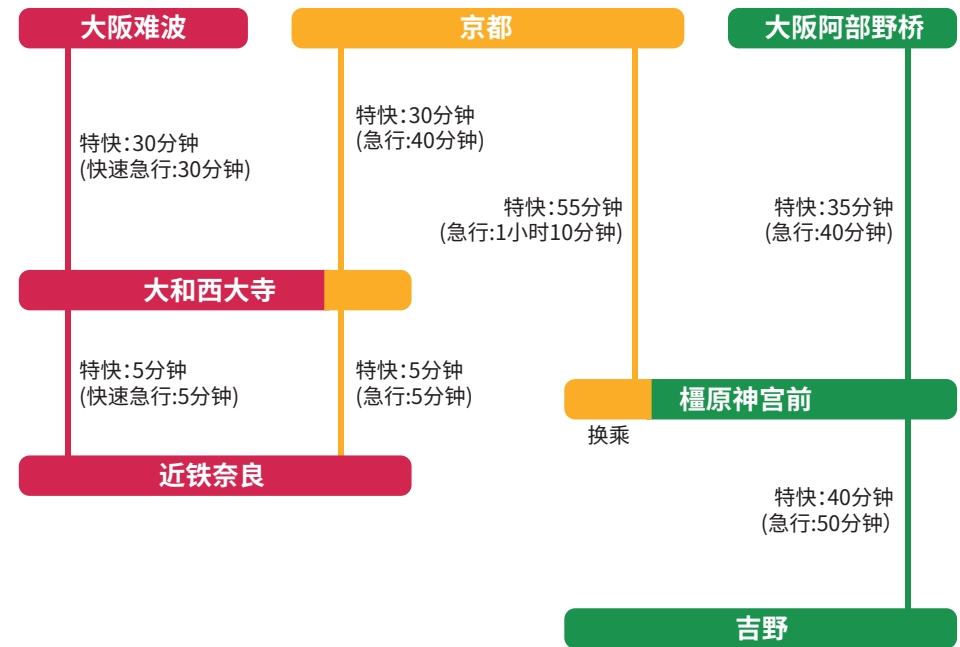 大阪难波
京都
大阪阿部野桥
特快：30分钟
(快速急行:30分钟)
特快：30分钟
(急行:40分钟)
特快：55分钟
(急行:1小时10分钟)
特快：35分钟
(急行:40分钟)
大和西大寺
特快：5分钟
(快速急行:5分钟)
特快：5分钟
(急行:5分钟)
橿原神宫前
换乘
近铁奈良
特快：40分钟
(急行:50分钟）
吉野